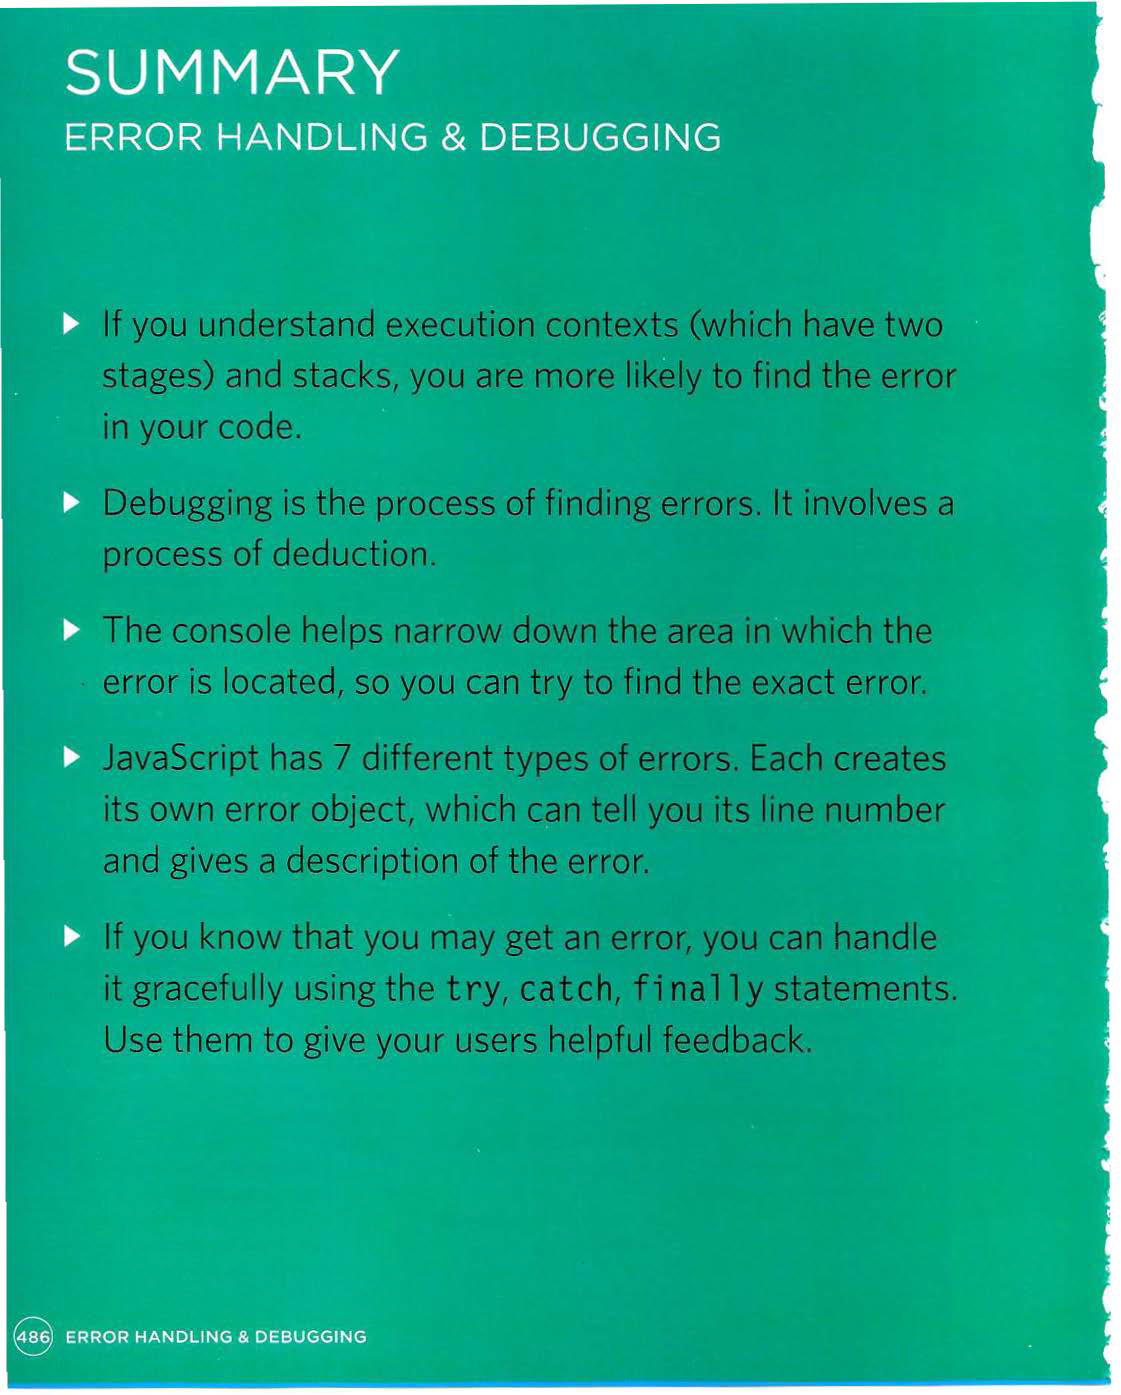 SUMMARY
ERROR HANDLING & DEBUGGING
► If you understand execution contexts (which have two
stages) and stacks, you are more likely to find the error
in your code.
► Debugging is the process of finding errors. It involves a
process of deduction.
► The console helps narrow down the area in which the
error is located, so you can try to find the exact error.
► JavaScript has 7 different types of errors. Each creates
its own error object, which can tell you its line number
and gives a description of the error.
► If you know that you may get an error, you can handle
it gracefully using the try, catch, finally statements.
Use them to give your users helpful feedback.
486 ERROR HANDLING & DEBUGGING